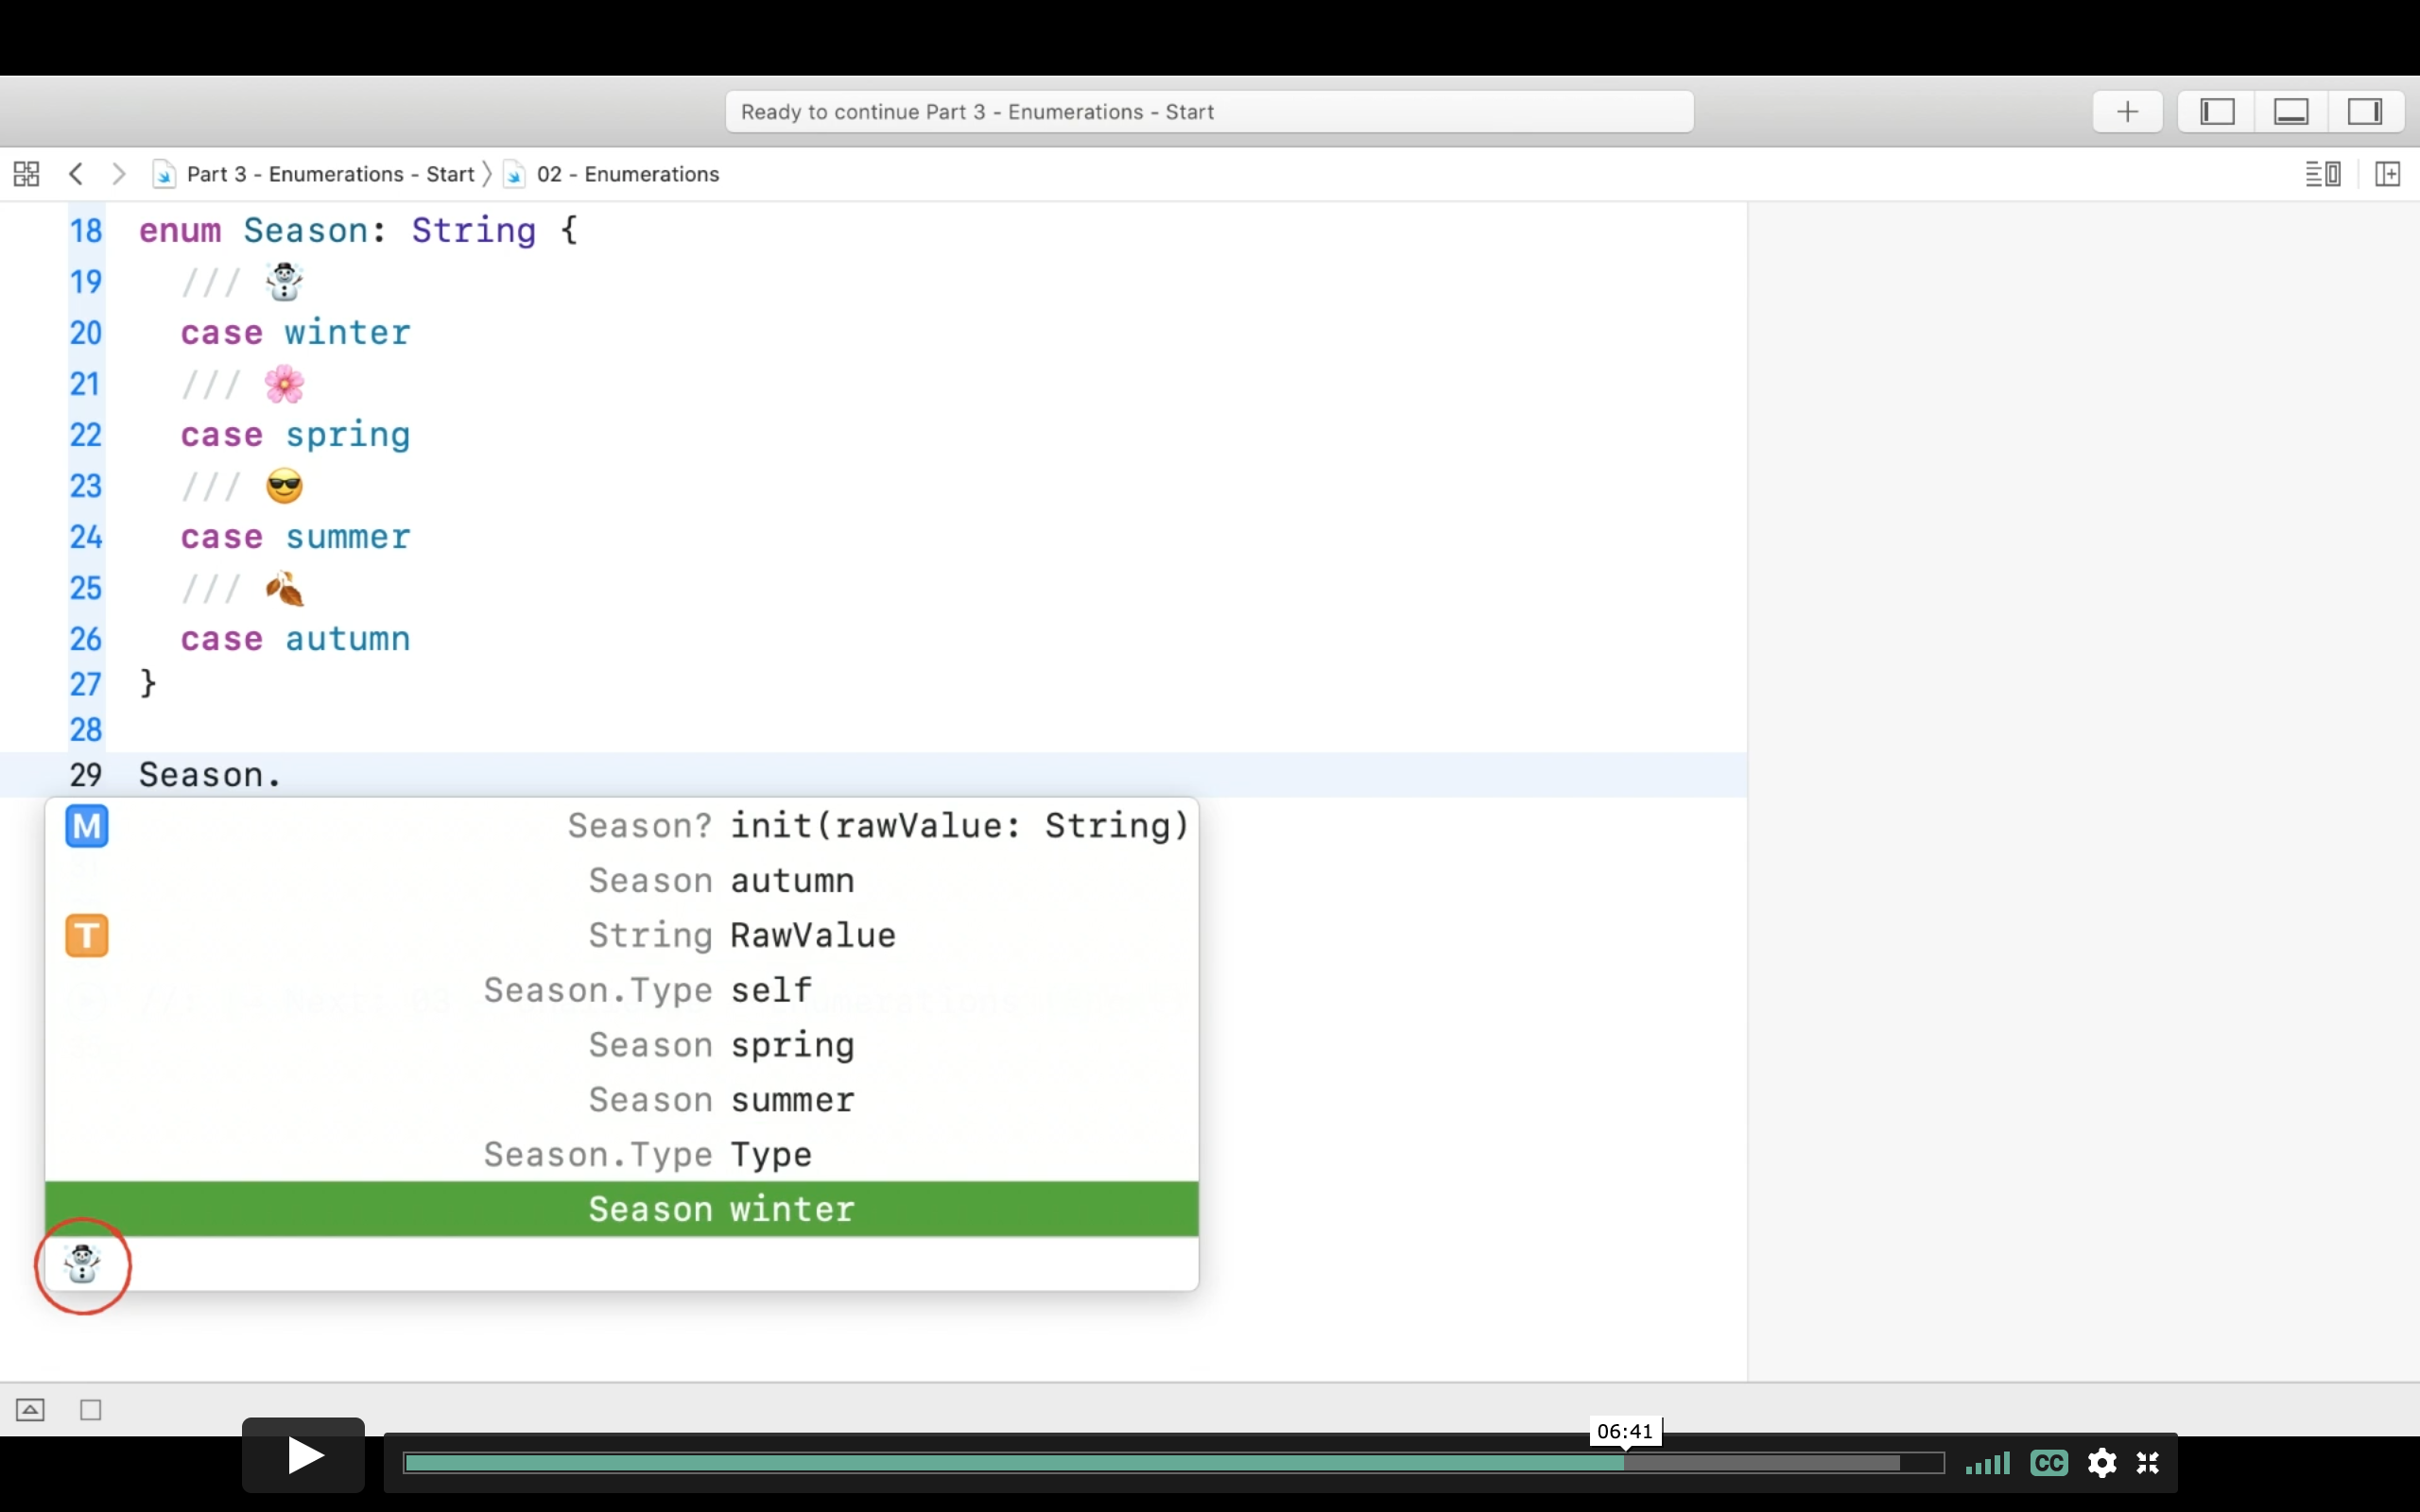 Ready to continue Part 3 - Enumerations - Start
Part 3 - Enumerations - Start 〉 02 - Enumerations
18 enum Season: String {
19 /// ☃️
20 case winter
21 /// 🌸
22 case spring
23 /// 😎
24 case summer
25 /// 🍂
26 case autumn
27 }
28
29 Season.
M Season? init(rawValue: String)
Season autumn
T String RawValue
Season.Type self
Season spring
Season summer
Season.Type Type
Season winter
☃️
06:41
CC